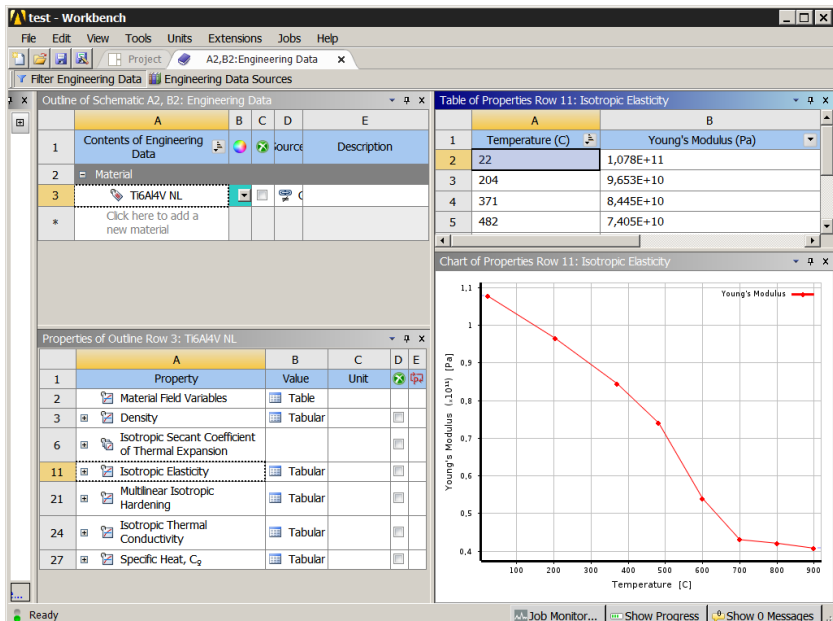 test - Workbench
File Edit View Tools Units Extensions Jobs Help
Project A2,B2:Engineering Data x
Filter Engineering Data Engineering Data Sources
Outline of Schematic A2, B2: Engineering Data
A B C D E
1 Contents of Engineering Data Source Description
2 Material
3 Ti6Al4V NL
* Click here to add a new material
Properties of Outline Row 3: Ti6Al4V NL
A B C D E
1 Property Value Unit
2 Material Field Variables Table
3 Density Tabular
6 Isotropic Secant Coefficient of Thermal Expansion
11 Isotropic Elasticity Tabular
21 Multilinear Isotropic Hardening Tabular
24 Isotropic Thermal Conductivity Tabular
27 Specific Heat, Cₚ Tabular
Table of Properties Row 11: Isotropic Elasticity
A B
1 Temperature (C) Young's Modulus (Pa)
2 22 1,078E+11
3 204 9,653E+10
4 371 8,445E+10
5 482 7,405E+10
Chart of Properties Row 11: Isotropic Elasticity
Young's Modulus
1,1
1
0,9
0,8
0,7
0,6
0,5
0,4
Young's Modulus (.10¹¹) [Pa]
100 200 300 400 500 600 700 800 900
Temperature [C]
Ready
Job Monitor... Show Progress Show 0 Messages